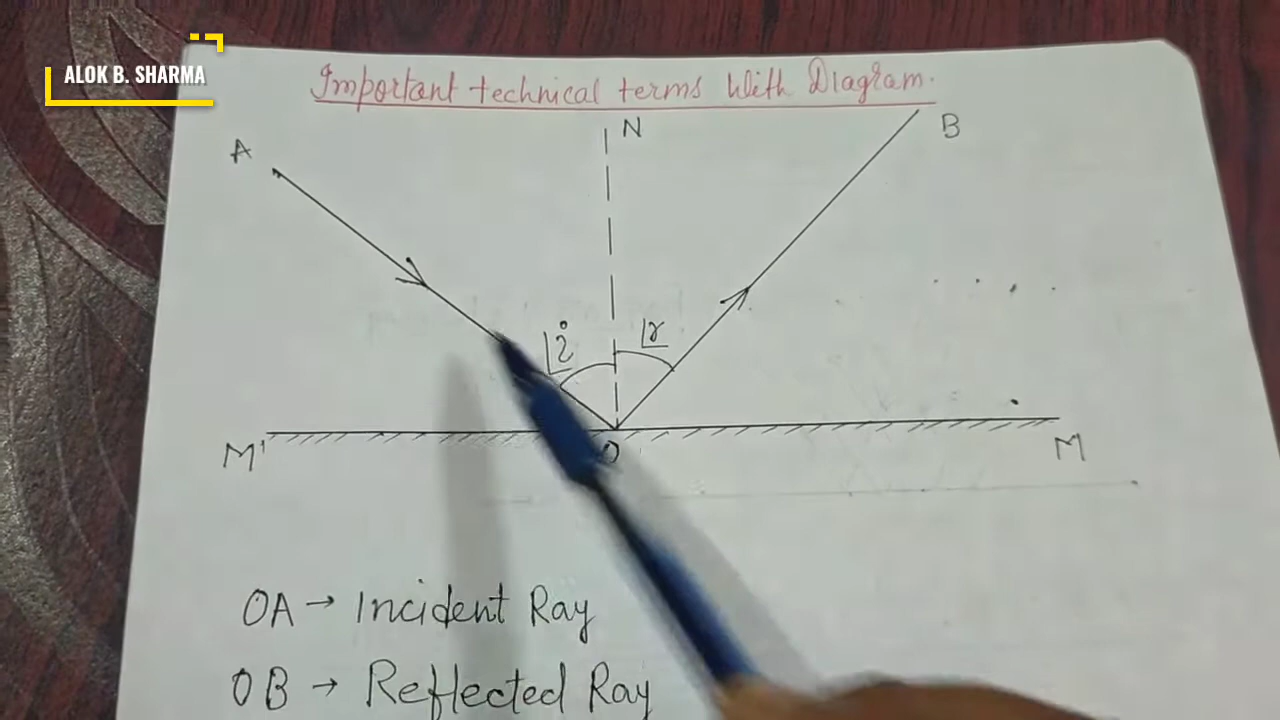 ALOK B. SHARMA
Important technical terms With Diagram.
N
A
B
∠i
∠r
M'
O
M
OA → Incident Ray
OB → Reflected Ray